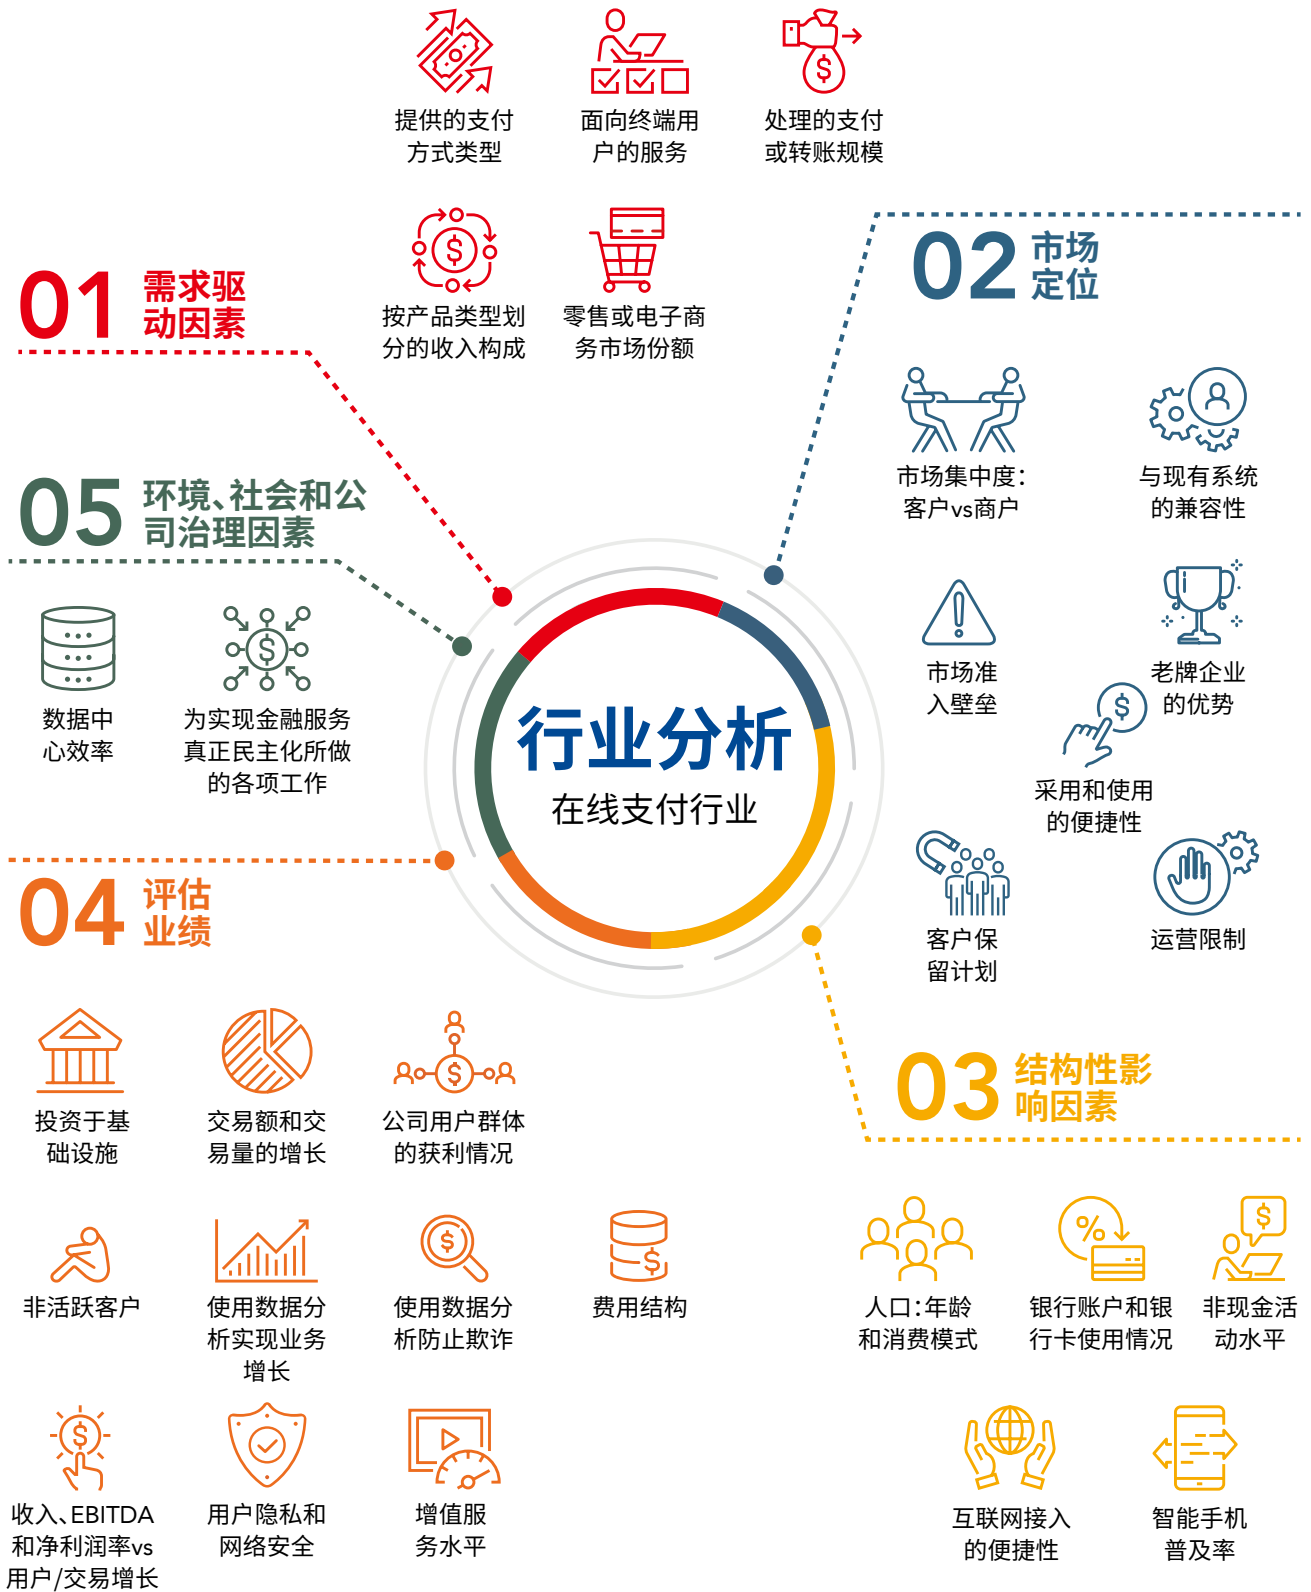 提供的支付
方式类型
面向终端用
户的服务
处理的支付
或转账规模
按产品类型划
分的收入构成
零售或电子商
务市场份额
01
需求驱
动因素
02
市场
定位
市场集中度：
客户vs商户
与现有系统
的兼容性
市场准
入壁垒
老牌企业
的优势
采用和使用
的便捷性
客户保
留计划
运营限制
05
环境、社会和公
司治理因素
数据中
心效率
为实现金融服务
真正民主化所做
的各项工作
行业分析
在线支付行业
04
评估
业绩
投资于基
础设施
交易额和交
易量的增长
公司用户群体
的获利情况
非活跃客户
使用数据分
析实现业务
增长
使用数据分
析防止欺诈
费用结构
收入、EBITDA
和净利润率vs
用户/交易增长
用户隐私和
网络安全
增值服
务水平
03
结构性影
响因素
人口：年龄
和消费模式
银行账户和银
行卡使用情况
非现金活
动水平
互联网接入
的便捷性
智能手机
普及率